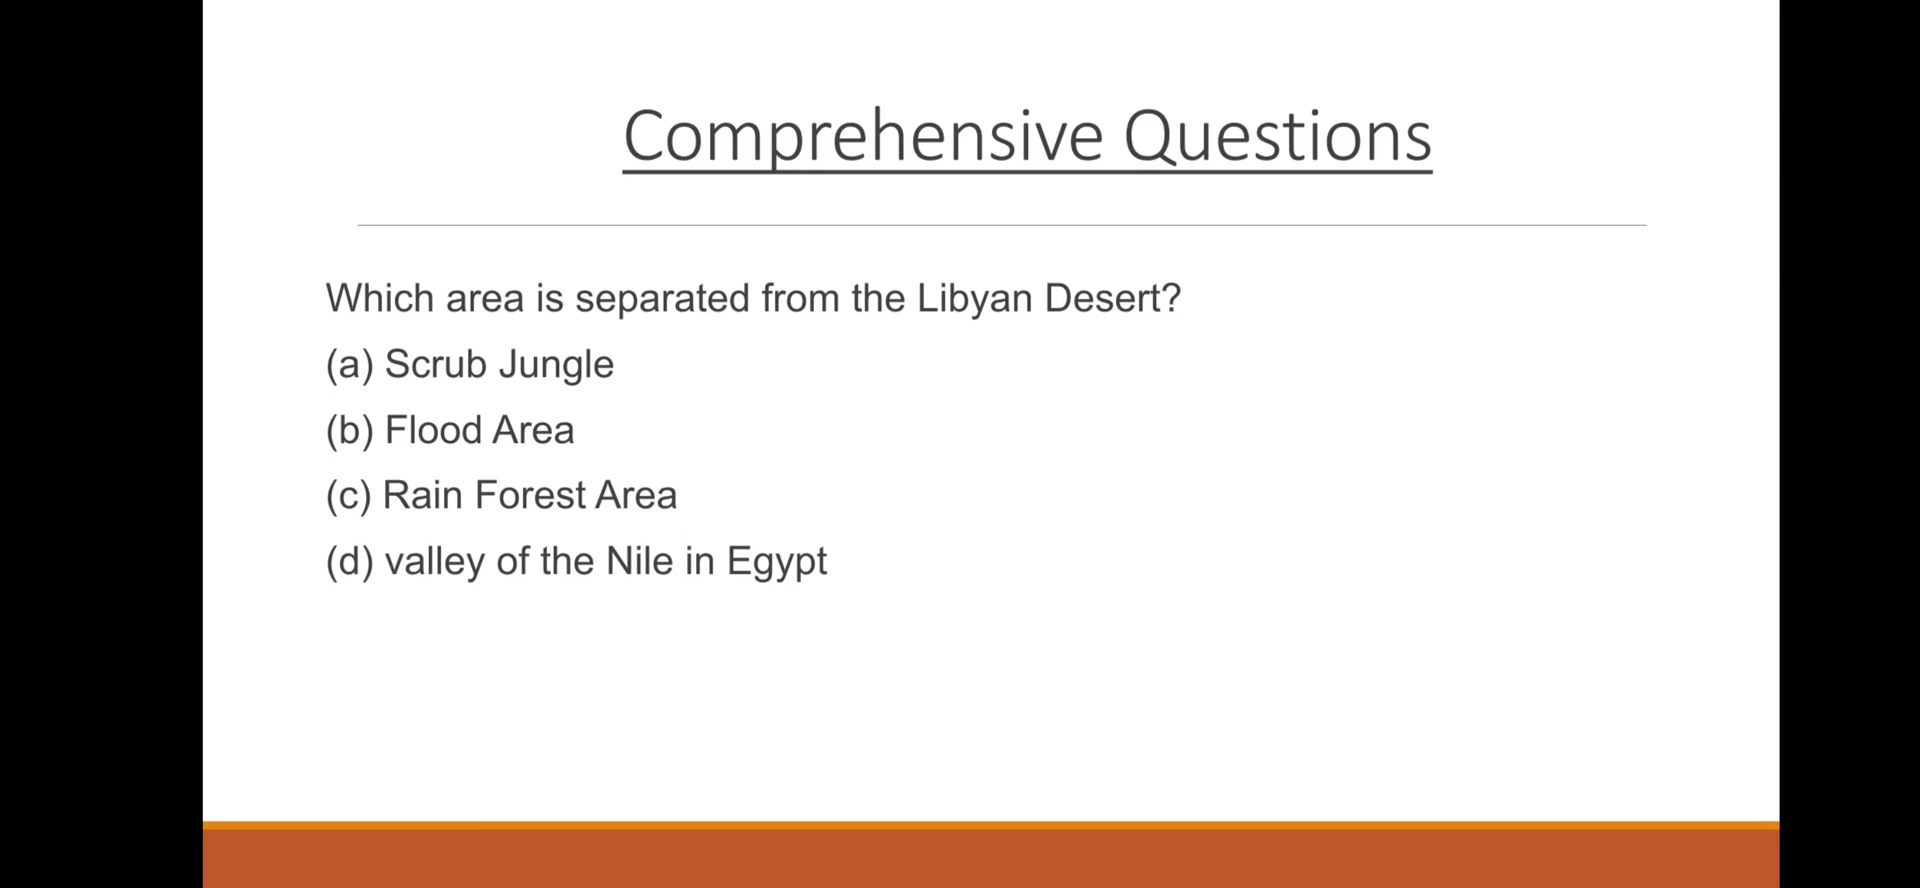 Comprehensive Questions
Which area is separated from the Libyan Desert?
(a) Scrub Jungle
(b) Flood Area
(c) Rain Forest Area
(d) valley of the Nile in Egypt